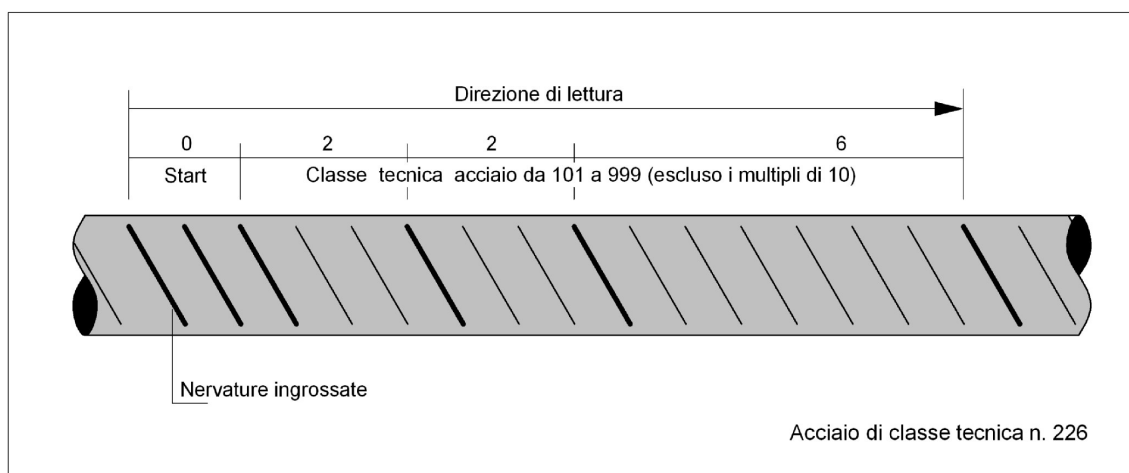 Direzione di lettura
0 2 2 6
Start Classe tecnica acciaio da 101 a 999 (escluso i multipli di 10)
Nervature ingrossate
Acciaio di classe tecnica n. 226